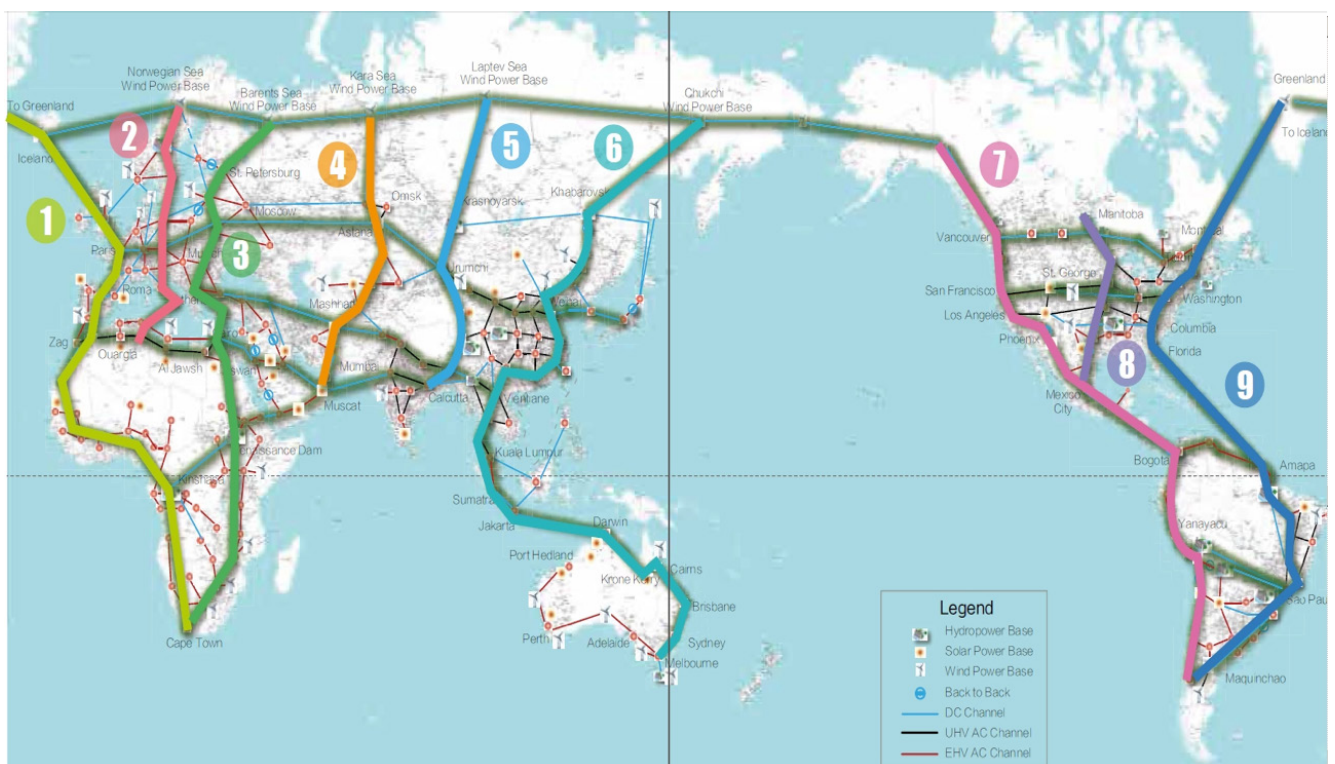 Norwegian Sea
Wind Power Base
Barents Sea
Wind Power Base
Kara Sea
Wind Power Base
Laptev Sea
Wind Power Base
Chukchi
Wind Power Base
Greenland
To Greenland
To Iceland
Iceland
1
2
3
4
5
6
7
8
9
St. Petersburg
Moscow
Omsk
Astana
Krasnoyarsk
Khabarovsk
Paris
Roma
Urumchi
Mashhad
Zag
Ouargla
Al Jawsh
Muscat
Mumbai
Calcutta
Vientiane
Kuala Lumpur
Kinshasa
Sumatra
Jakarta
Darwin
Port Hedland
Krone Kerry
Cairns
Brisbane
Perth
Adelaide
Sydney
Melbourne
Cape Town
Vancouver
Manitoba
St. George
San Francisco
Los Angeles
Phoenix
Washington
Columbia
Florida
Mexico
City
Bogota
Amapa
Yanayacu
Sao Paul
Maquinchao
Legend
Hydropower Base
Solar Power Base
Wind Power Base
Back to Back
DC Channel
UHV AC Channel
EHV AC Channel